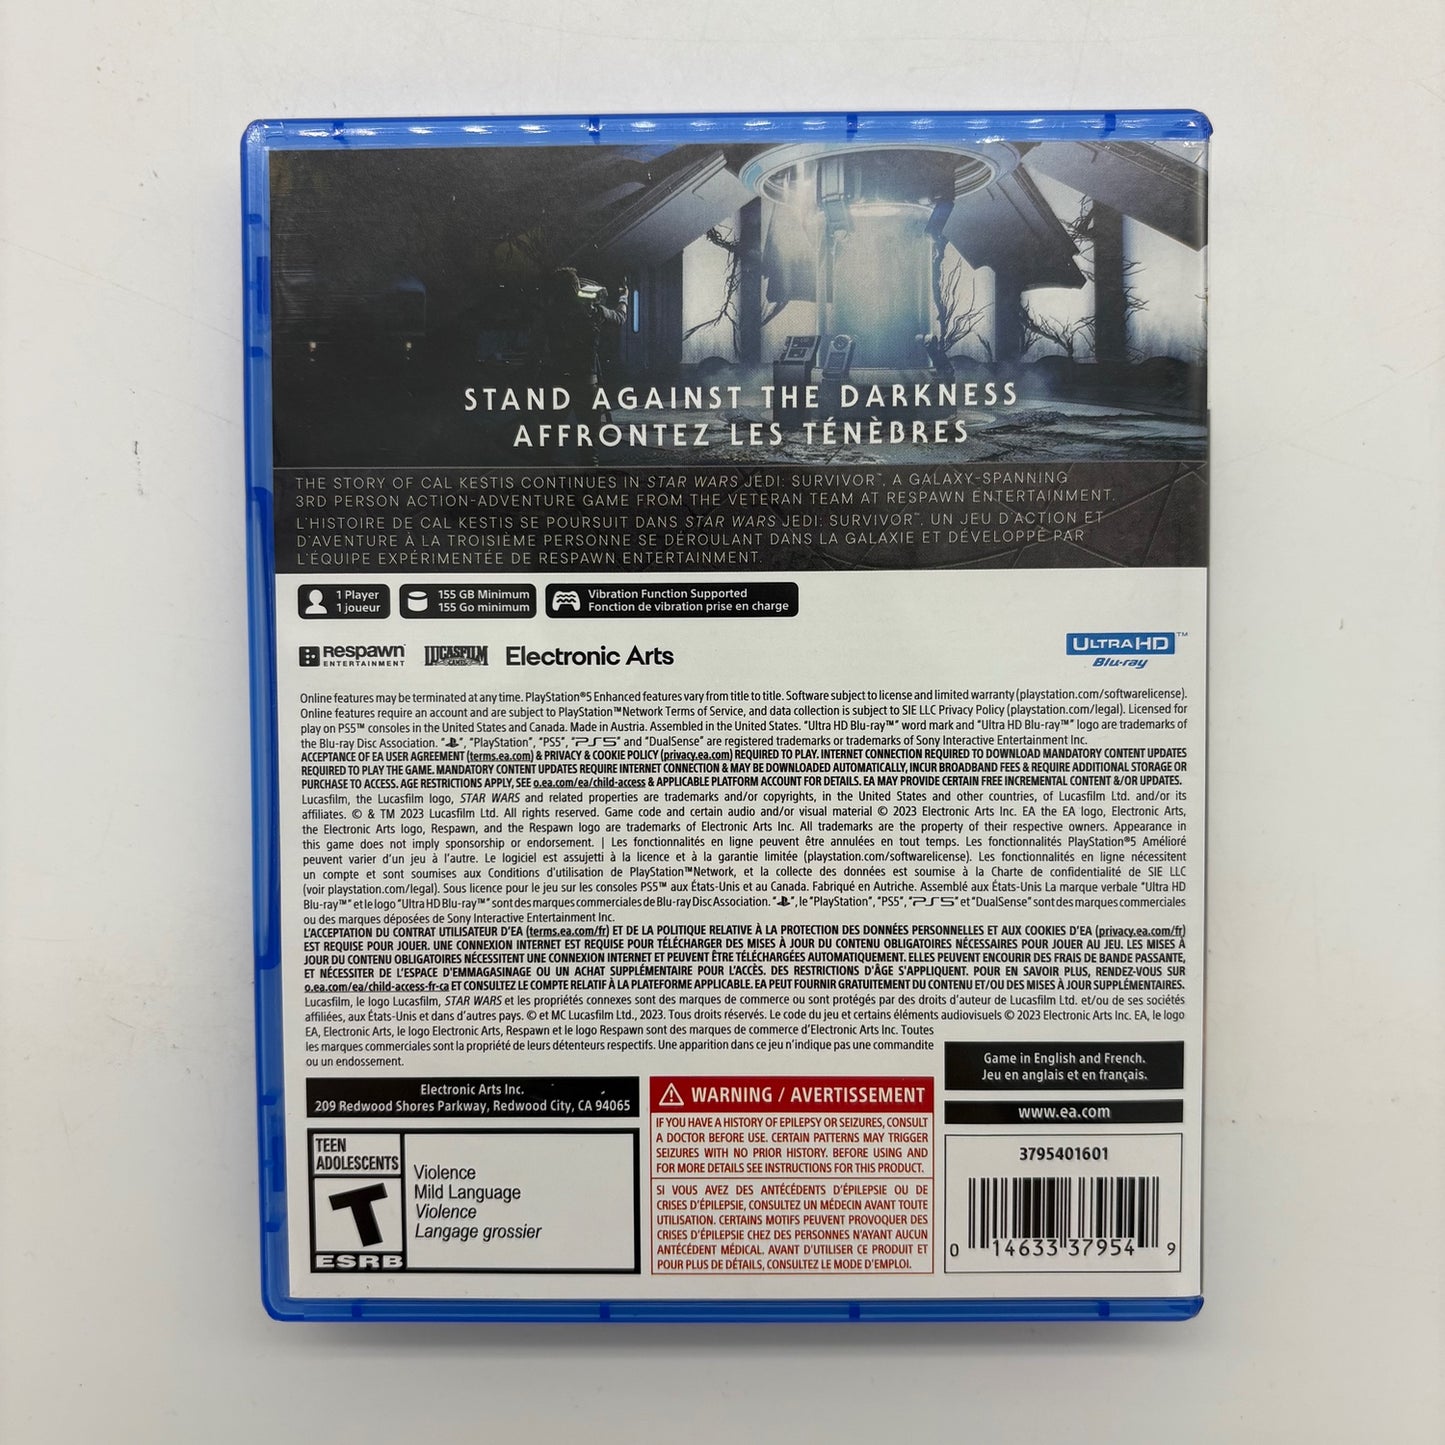 STAND AGAINST THE DARKNESS
AFFRONTEZ LES TÉNÈBRES
THE STORY OF CAL KESTIS CONTINUES IN STAR WARS JEDI: SURVIVOR™, A GALAXY-SPANNING
3RD PERSON ACTION-ADVENTURE GAME FROM THE VETERAN TEAM AT RESPAWN ENTERTAINMENT.
L'HISTOIRE DE CAL KESTIS SE POURSUIT DANS STAR WARS JEDI: SURVIVOR™, UN JEU D'ACTION ET
D'AVENTURE À LA TROISIÈME PERSONNE SE DÉROULANT DANS LA GALAXIE ET DÉVELOPPÉ PAR
L'ÉQUIPE EXPÉRIMENTÉE DE RESPAWN ENTERTAINMENT.
1 Player
1 joueur
155 GB Minimum
155 Go minimum
Vibration Function Supported
Fonction de vibration prise en charge
Respawn
ENTERTAINMENT
LUCASFILM
GAMES
Electronic Arts
ULTRA HD™
Blu-ray
Online features may be terminated at any time. PlayStation®5 Enhanced features vary from title to title. Software subject to license and limited warranty (playstation.com/softwarelicense).
Online features require an account and are subject to PlayStation™Network Terms of Service, and data collection is subject to SIE LLC Privacy Policy (playstation.com/legal). Licensed for
play on PS5™ consoles in the United States and Canada. Made in Austria. Assembled in the United States. "Ultra HD Blu-ray™" word mark and "Ultra HD Blu-ray™" logo are trademarks of
the Blu-ray Disc Association. "", "PlayStation", "PS5", "PS5" and "DualSense" are registered trademarks or trademarks of Sony Interactive Entertainment Inc.
ACCEPTANCE OF EA USER AGREEMENT (terms.ea.com) & PRIVACY & COOKIE POLICY (privacy.ea.com) REQUIRED TO PLAY. INTERNET CONNECTION REQUIRED TO DOWNLOAD MANDATORY CONTENT UPDATES
REQUIRED TO PLAY THE GAME. MANDATORY CONTENT UPDATES REQUIRE INTERNET CONNECTION & MAY BE DOWNLOADED AUTOMATICALLY, INCUR BROADBAND FEES & REQUIRE ADDITIONAL STORAGE OR
PURCHASE TO ACCESS. AGE RESTRICTIONS APPLY, SEE o.ea.com/ea/child-access & APPLICABLE PLATFORM ACCOUNT FOR DETAILS. EA MAY PROVIDE CERTAIN FREE INCREMENTAL CONTENT &/OR UPDATES.
Lucasfilm, the Lucasfilm logo, STAR WARS and related properties are trademarks and/or copyrights, in the United States and other countries, of Lucasfilm Ltd. and/or its
affiliates. © & TM 2023 Lucasfilm Ltd. All rights reserved. Game code and certain audio and/or visual material © 2023 Electronic Arts Inc. EA the EA logo, Electronic Arts,
the Electronic Arts logo, Respawn, and the Respawn logo are trademarks of Electronic Arts Inc. All trademarks are the property of their respective owners. Appearance in
this game does not imply sponsorship or endorsement. | Les fonctionnalités en ligne peuvent être annulées en tout temps. Les fonctionnalités PlayStation®5 Amélioré
peuvent varier d'un jeu à l'autre. Le logiciel est assujetti à la licence et à la garantie limitée (playstation.com/softwarelicense). Les fonctionnalités en ligne nécessitent
un compte et sont soumises aux Conditions d'utilisation de PlayStation™Network, et la collecte des données est soumise à la Charte de confidentialité de SIE LLC
(voir playstation.com/legal). Sous licence pour le jeu sur les consoles PS5™ aux États-Unis et au Canada. Fabriqué en Autriche. Assemblé aux États-Unis La marque verbale "Ultra HD
Blu-ray™" et le logo "Ultra HD Blu-ray™" sont des marques commerciales de Blu-ray Disc Association. "", le "PlayStation", "PS5", "PS5" et "DualSense" sont des marques commerciales
ou des marques déposées de Sony Interactive Entertainment Inc.
L'ACCEPTATION DU CONTRAT UTILISATEUR D'EA (terms.ea.com/fr) ET DE LA POLITIQUE RELATIVE À LA PROTECTION DES DONNÉES PERSONNELLES ET AUX COOKIES D'EA (privacy.ea.com/fr)
EST REQUISE POUR JOUER. UNE CONNEXION INTERNET EST REQUISE POUR TÉLÉCHARGER DES MISES À JOUR DU CONTENU OBLIGATOIRES NÉCESSAIRES POUR JOUER AU JEU. LES MISES À
JOUR DU CONTENU OBLIGATOIRES NÉCESSITENT UNE CONNEXION INTERNET ET PEUVENT ÊTRE TÉLÉCHARGÉES AUTOMATIQUEMENT. ELLES PEUVENT ENCOURIR DES FRAIS DE BANDE PASSANTE,
ET NÉCESSITER DE L'ESPACE D'EMMAGASINAGE OU UN ACHAT SUPPLÉMENTAIRE POUR L'ACCÈS. DES RESTRICTIONS D'ÂGE S'APPLIQUENT. POUR EN SAVOIR PLUS, RENDEZ-VOUS SUR
o.ea.com/ea/child-access-fr-ca ET CONSULTEZ LE COMPTE RELATIF À LA PLATEFORME APPLICABLE. EA PEUT FOURNIR GRATUITEMENT DU CONTENU ET/OU DES MISES À JOUR SUPPLÉMENTAIRES.
Lucasfilm, le logo Lucasfilm, STAR WARS et les propriétés connexes sont des marques de commerce ou sont protégés par des droits d'auteur de Lucasfilm Ltd. et/ou de ses sociétés
affiliées, aux États-Unis et dans d'autres pays. © et MC Lucasfilm Ltd., 2023. Tous droits réservés. Le code du jeu et certains éléments audiovisuels © 2023 Electronic Arts Inc. EA, le logo
EA, Electronic Arts, le logo Electronic Arts, Respawn et le logo Respawn sont des marques de commerce d'Electronic Arts Inc. Toutes
les marques commerciales sont la propriété de leurs détenteurs respectifs. Une apparition dans ce jeu n'indique pas une commandite
ou un endossement.
Game in English and French.
Jeu en anglais et en français.
www.ea.com
Electronic Arts Inc.
209 Redwood Shores Parkway, Redwood City, CA 94065
TEEN
ADOLESCENTS
T
ESRB
Violence
Mild Language
Violence
Langage grossier
WARNING / AVERTISSEMENT
IF YOU HAVE A HISTORY OF EPILEPSY OR SEIZURES, CONSULT
A DOCTOR BEFORE USE. CERTAIN PATTERNS MAY TRIGGER
SEIZURES WITH NO PRIOR HISTORY. BEFORE USING AND
FOR MORE DETAILS SEE INSTRUCTIONS FOR THIS PRODUCT.
SI VOUS AVEZ DES ANTÉCÉDENTS D'ÉPILEPSIE OU DE
CRISES D'ÉPILEPSIE, CONSULTEZ UN MÉDECIN AVANT TOUTE
UTILISATION. CERTAINS MOTIFS PEUVENT PROVOQUER DES
CRISES D'ÉPILEPSIE CHEZ DES PERSONNES N'AYANT AUCUN
ANTÉCÉDENT MÉDICAL. AVANT D'UTILISER CE PRODUIT ET
POUR PLUS DE DÉTAILS, CONSULTEZ LE MODE D'EMPLOI.
3795401601
0 14633 37954 9